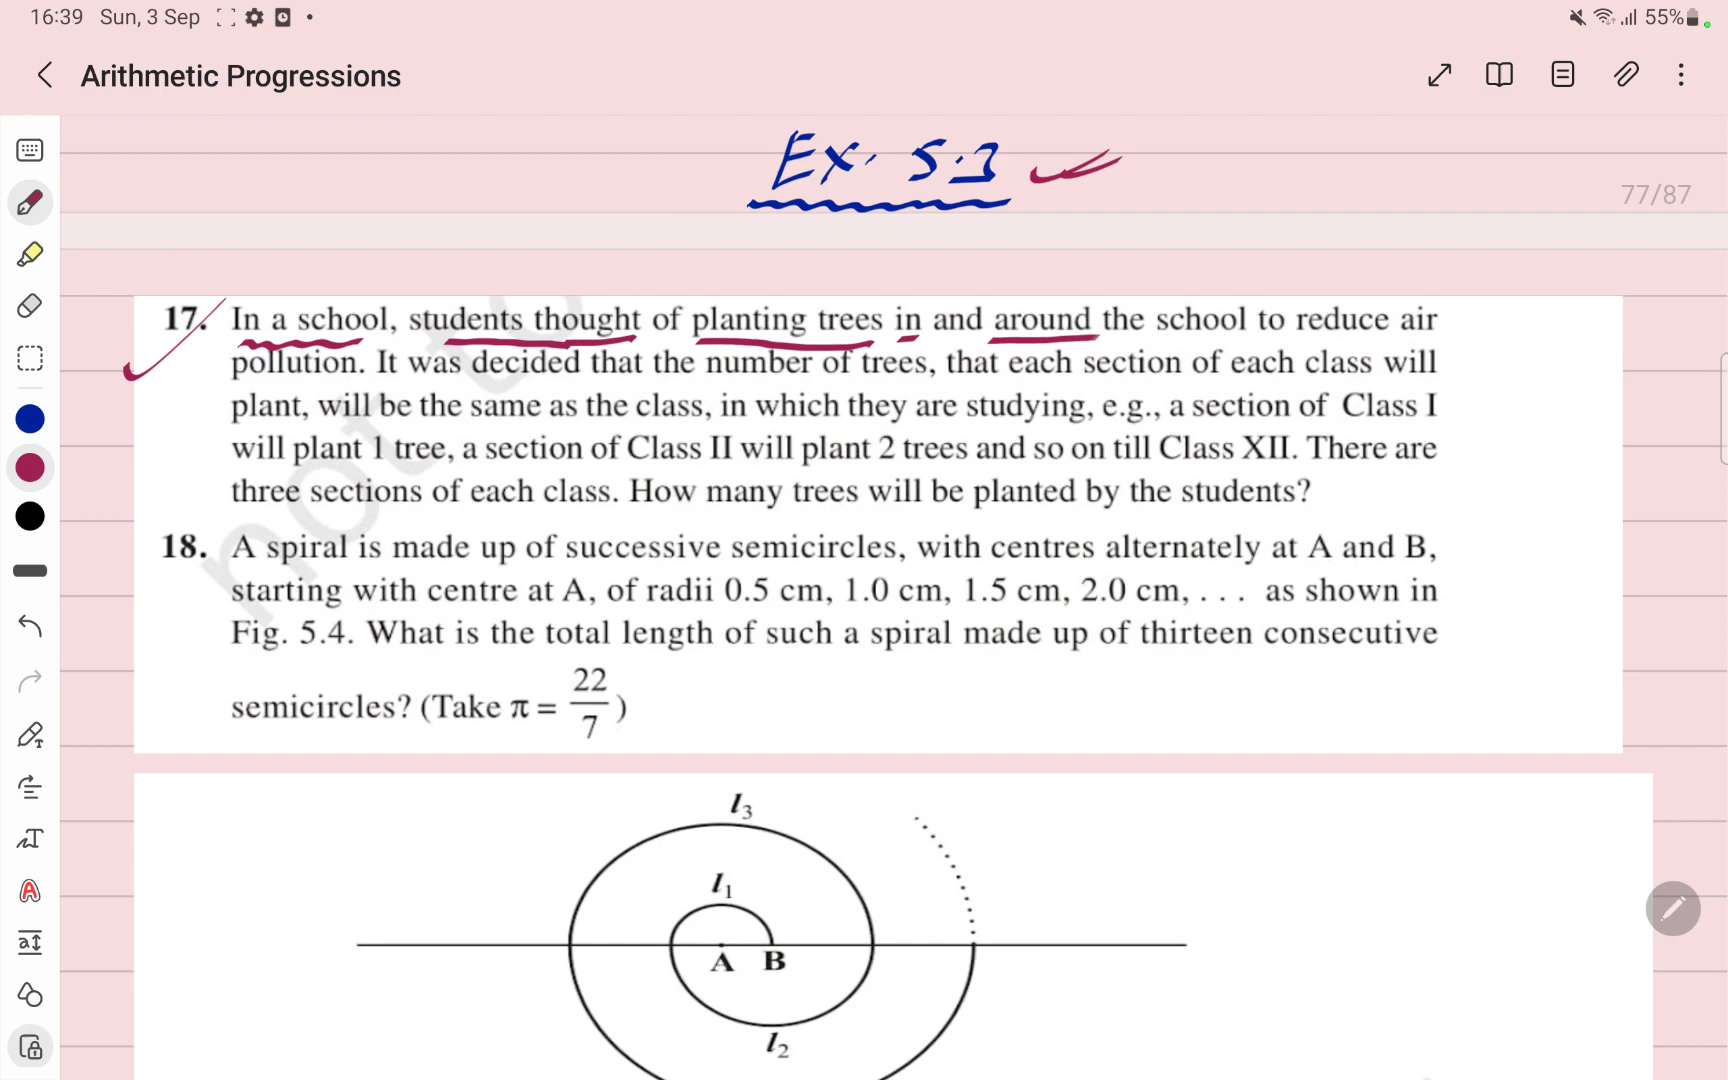 16:39 Sun, 3 Sep
55%
Arithmetic Progressions
Ex. 5.3
77/87
17. In a school, students thought of planting trees in and around the school to reduce air
pollution. It was decided that the number of trees, that each section of each class will
plant, will be the same as the class, in which they are studying, e.g., a section of Class I
will plant 1 tree, a section of Class II will plant 2 trees and so on till Class XII. There are
three sections of each class. How many trees will be planted by the students?
18. A spiral is made up of successive semicircles, with centres alternately at A and B,
starting with centre at A, of radii 0.5 cm, 1.0 cm, 1.5 cm, 2.0 cm, . . . as shown in
Fig. 5.4. What is the total length of such a spiral made up of thirteen consecutive
semicircles? (Take π = 22/7)
not to
l₃
l₁
A B
l₂